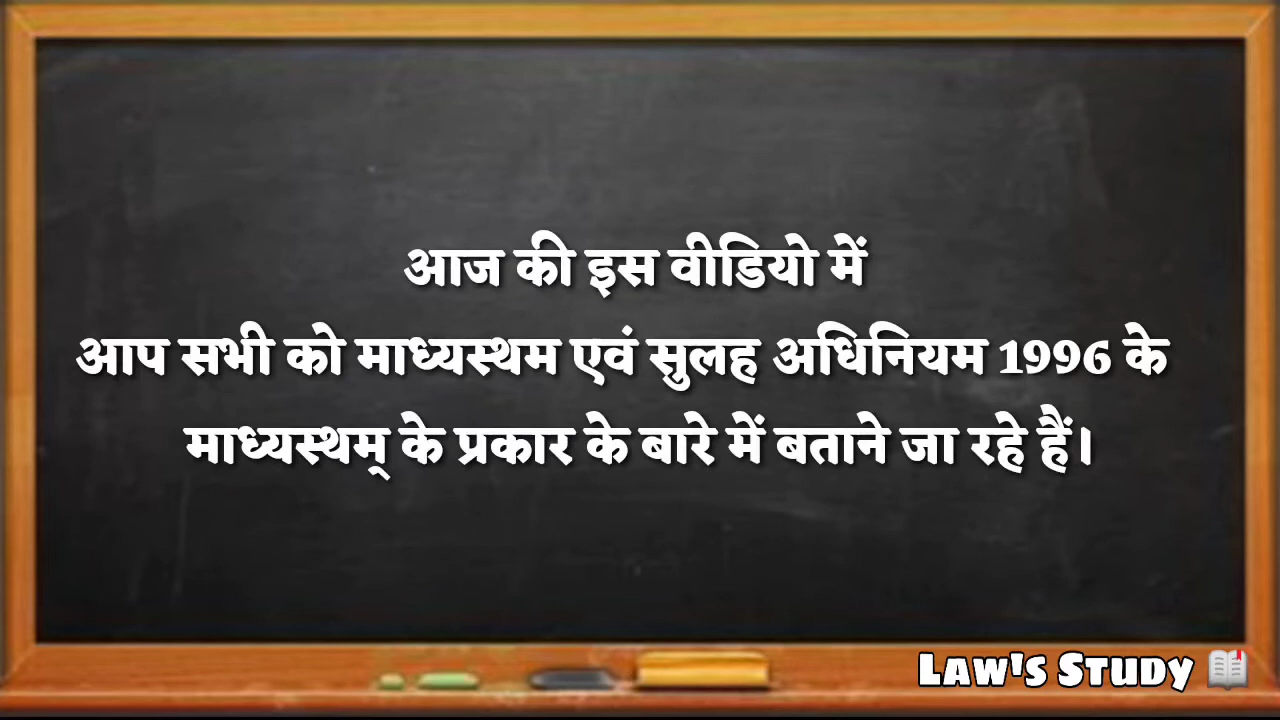 आज की इस वीडियो में
आप सभी को माध्यस्थम एवं सुलह अधिनियम 1996 के
माध्यस्थम् के प्रकार के बारे में बताने जा रहे हैं।
Law's Study